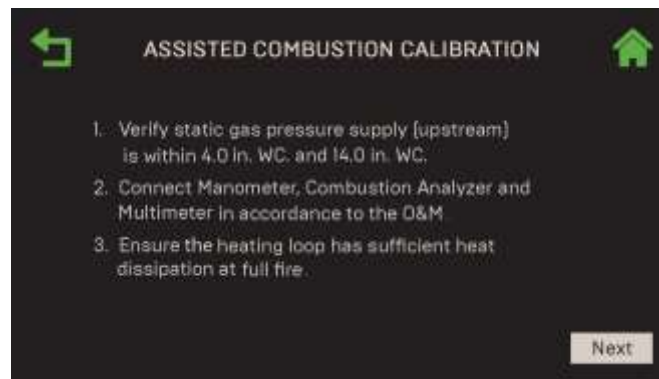 ASSISTED COMBUSTION CALIBRATION
1. Verify static gas pressure supply (upstream)
is within 4.0 in. WC. and 14.0 in. WC.
2. Connect Manometer, Combustion Analyzer and
Multimeter in accordance to the O&M
3. Ensure the heating loop has sufficient heat
dissipation at full fire.
Next